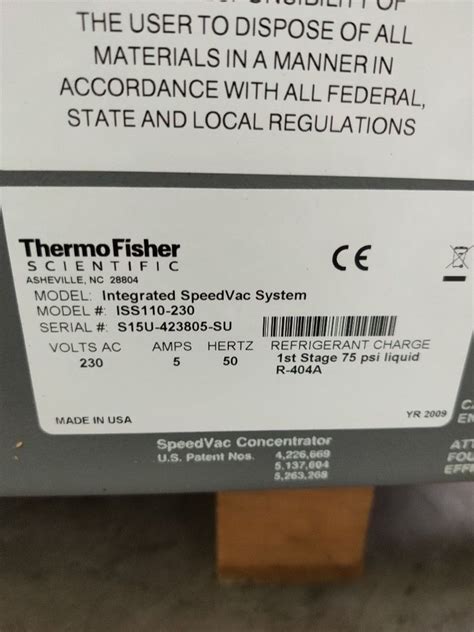 THE USER TO DISPOSE OF ALL
MATERIALS IN A MANNER IN
ACCORDANCE WITH ALL FEDERAL,
STATE AND LOCAL REGULATIONS
ThermoFisher
SCIENTIFIC
ASHEVILLE, NC 28804
CE
MODEL: Integrated SpeedVac System
MODEL #: ISS110-230
SERIAL #: S15U-423805-SU
VOLTS AC AMPS HERTZ REFRIGERANT CHARGE
230 5 50 1st Stage 75 psi liquid
R-404A
MADE IN USA YR 2009
SpeedVac Concentrator
U.S. Patent Nos. 4,226,669
5,137,604
5,263,268